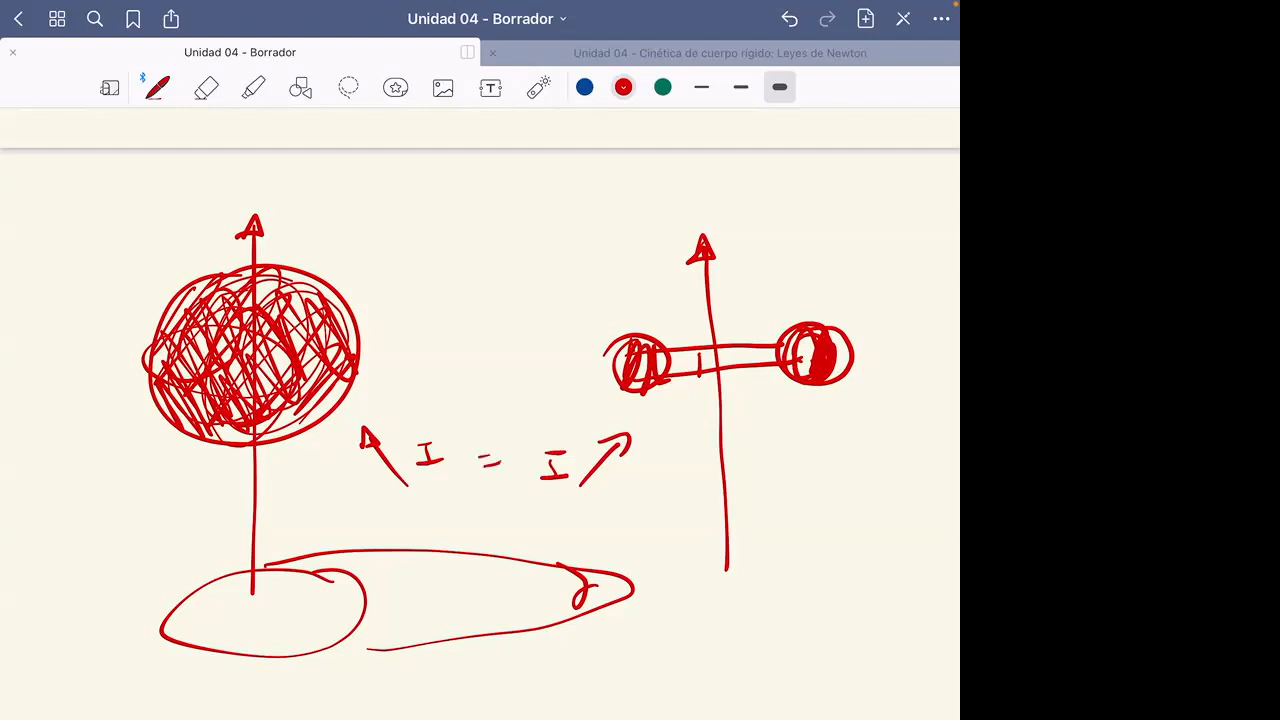 Unidad 04 - Borrador
Unidad 04 - Borrador
Unidad 04 - Cinética de cuerpo rígido: Leyes de Newton
T
I = I